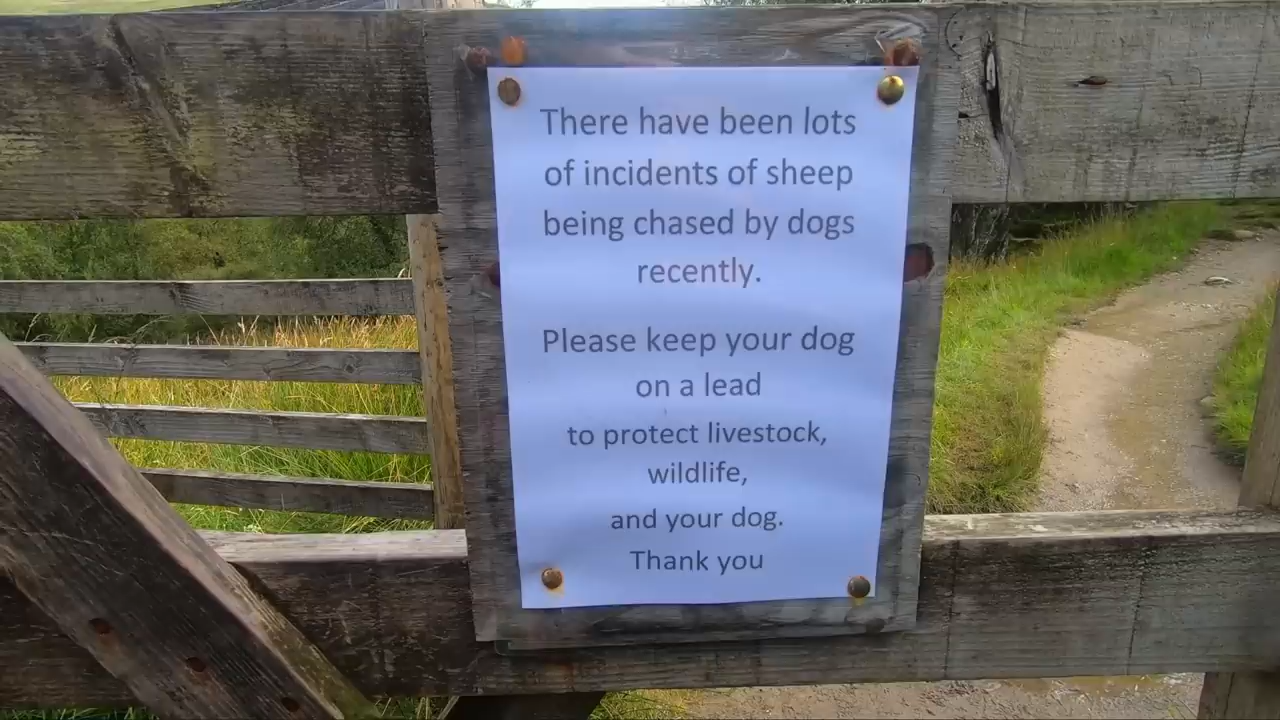 There have been lots
of incidents of sheep
being chased by dogs
recently.
Please keep your dog
on a lead
to protect livestock,
wildlife,
and your dog.
Thank you